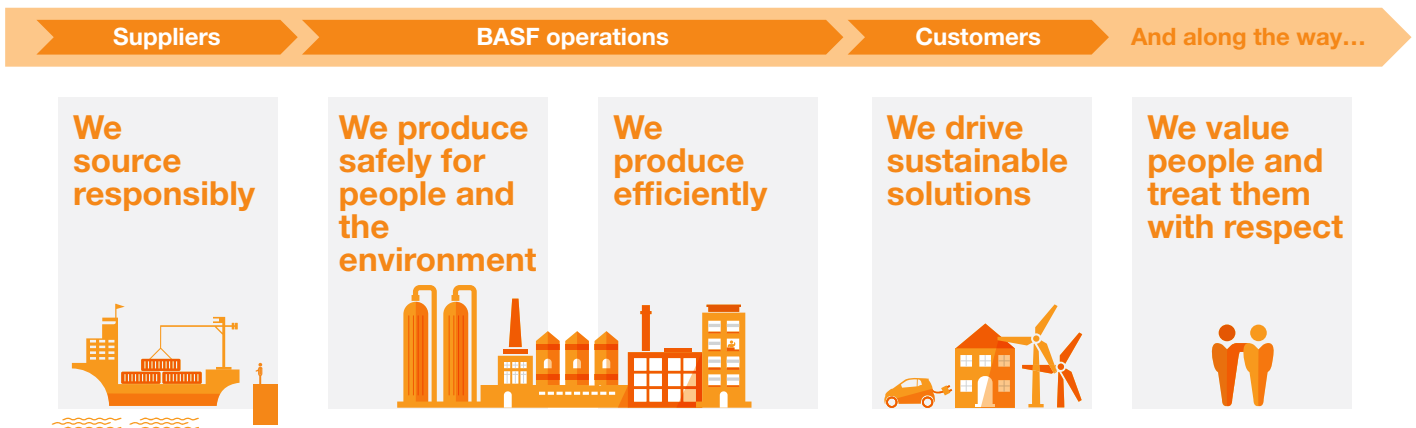 Suppliers
BASF operations
Customers
And along the way…
We
source
responsibly
We produce
safely for
people and
the
environment
We
produce
efficiently
We drive
sustainable
solutions
We value
people and
treat them
with respect